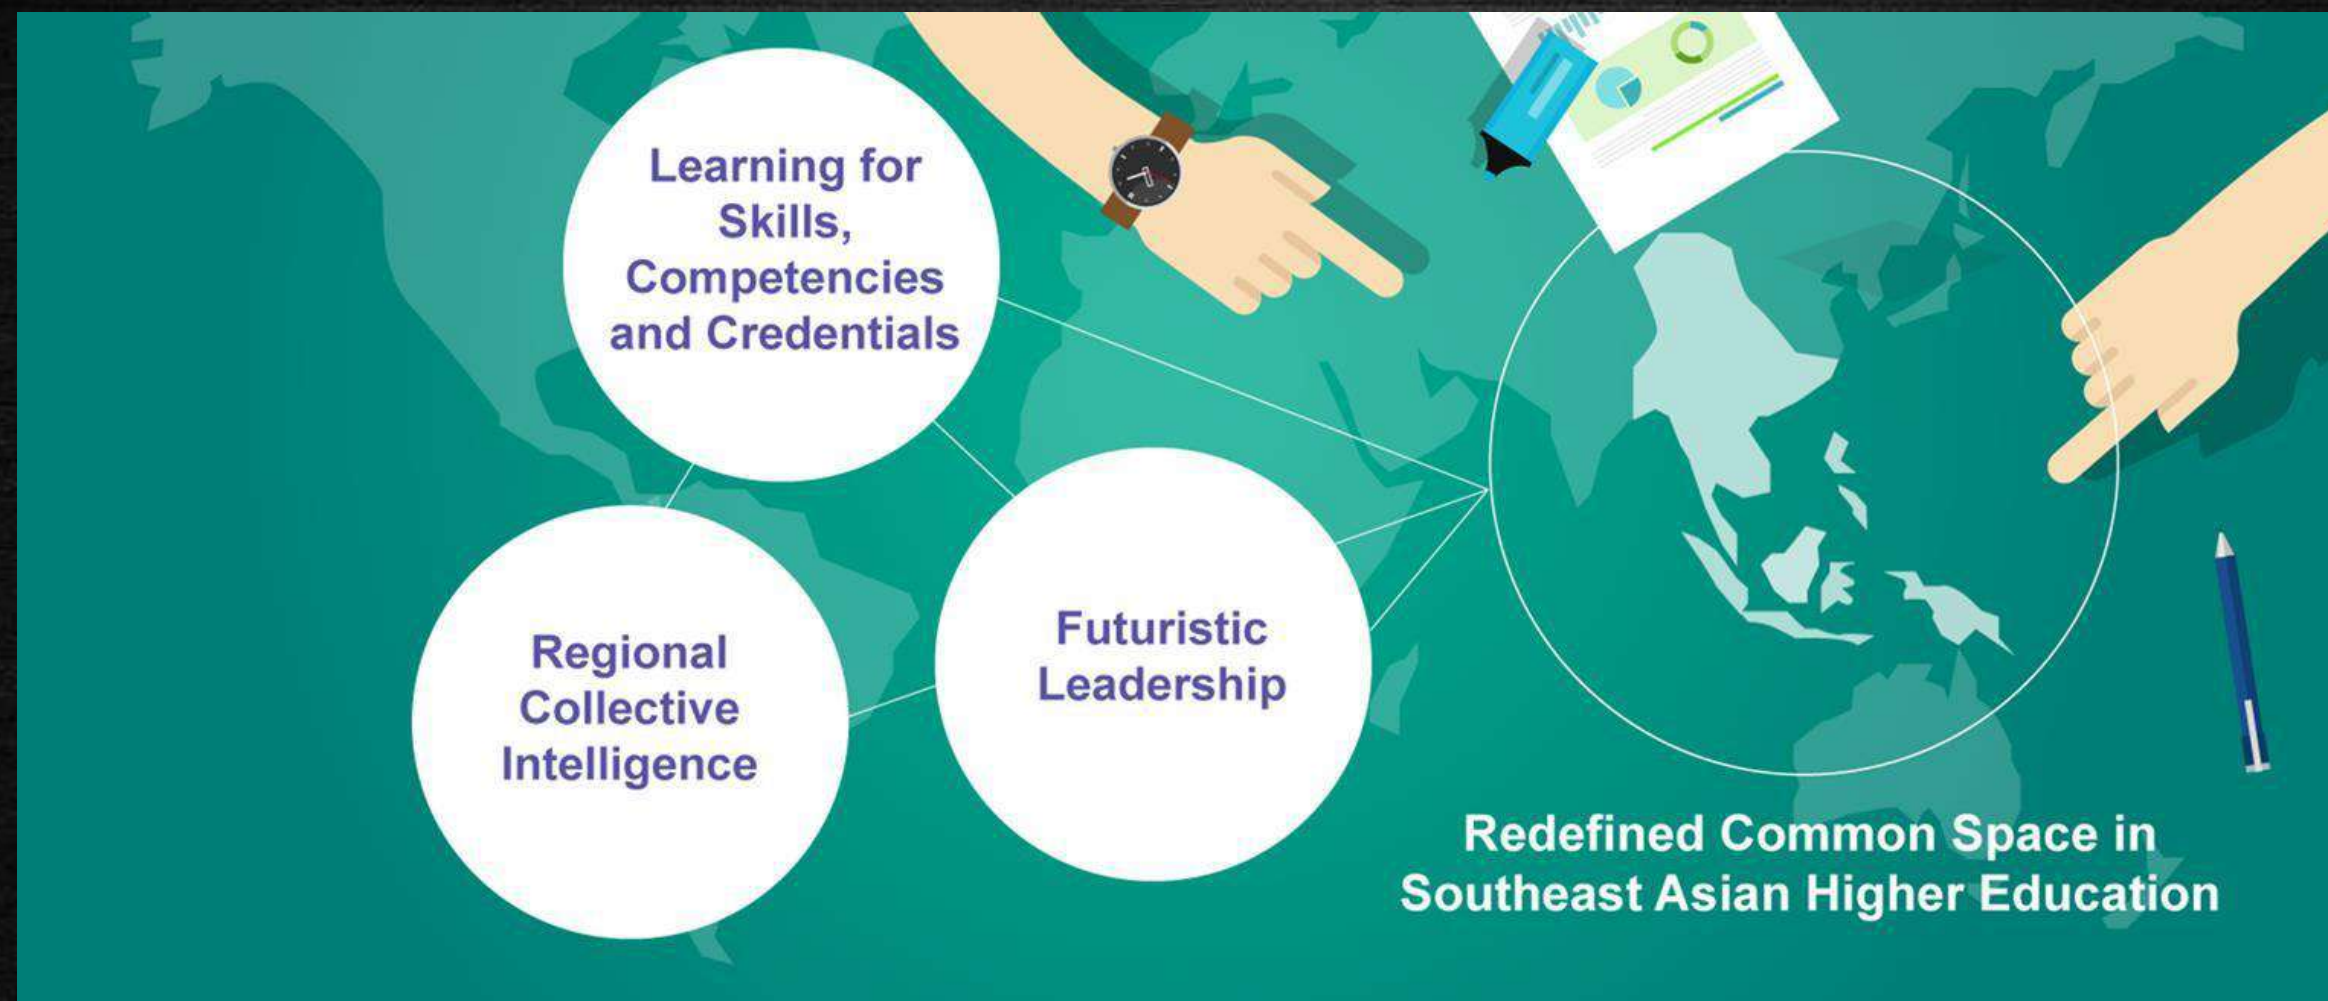 Learning for
Skills,
Competencies
and Credentials
Regional
Collective
Intelligence
Futuristic
Leadership
Redefined Common Space in
Southeast Asian Higher Education